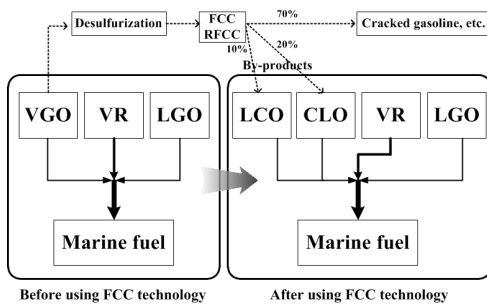 Desulfurization
FCC
RFCC
70%
Cracked gasoline, etc.
10%
20%
By-products
VGO
VR
LGO
LCO
CLO
VR
LGO
Marine fuel
Marine fuel
Before using FCC technology
After using FCC technology